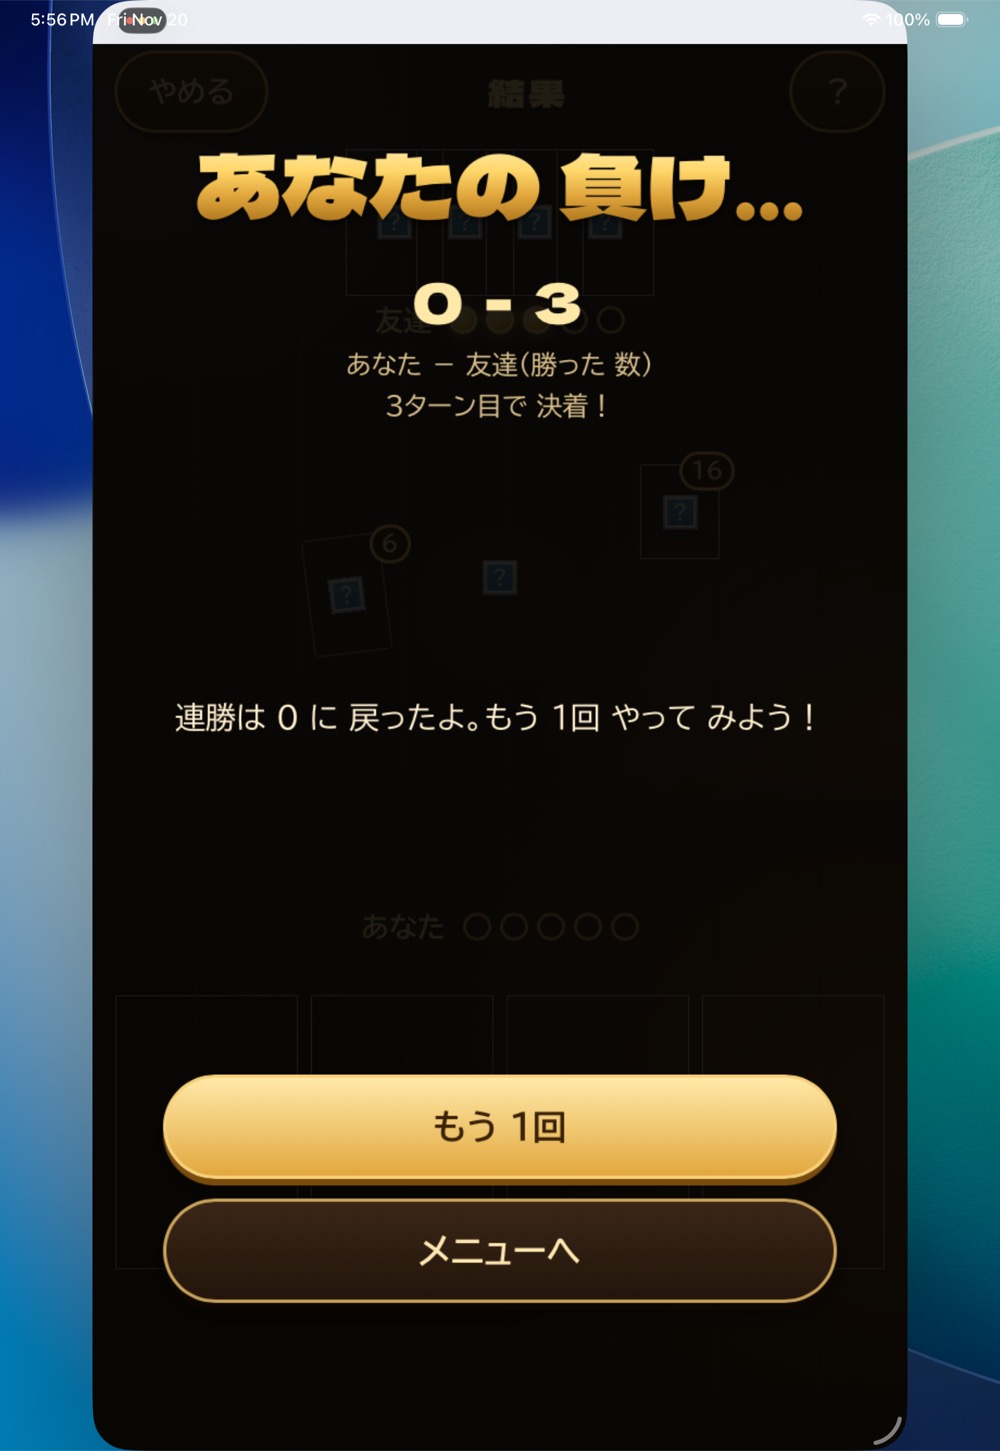 5:56 PM Fri Nov 20
100%
やめる
結果
?
あなたの 負け...
? ? ? ?
0 - 3
友達
あなた － 友達(勝った 数)
3ターン目で 決着！
16
?
6
?
?
連勝は 0 に 戻ったよ。もう 1回 やって みよう！
あなた
もう 1回
メニューへ